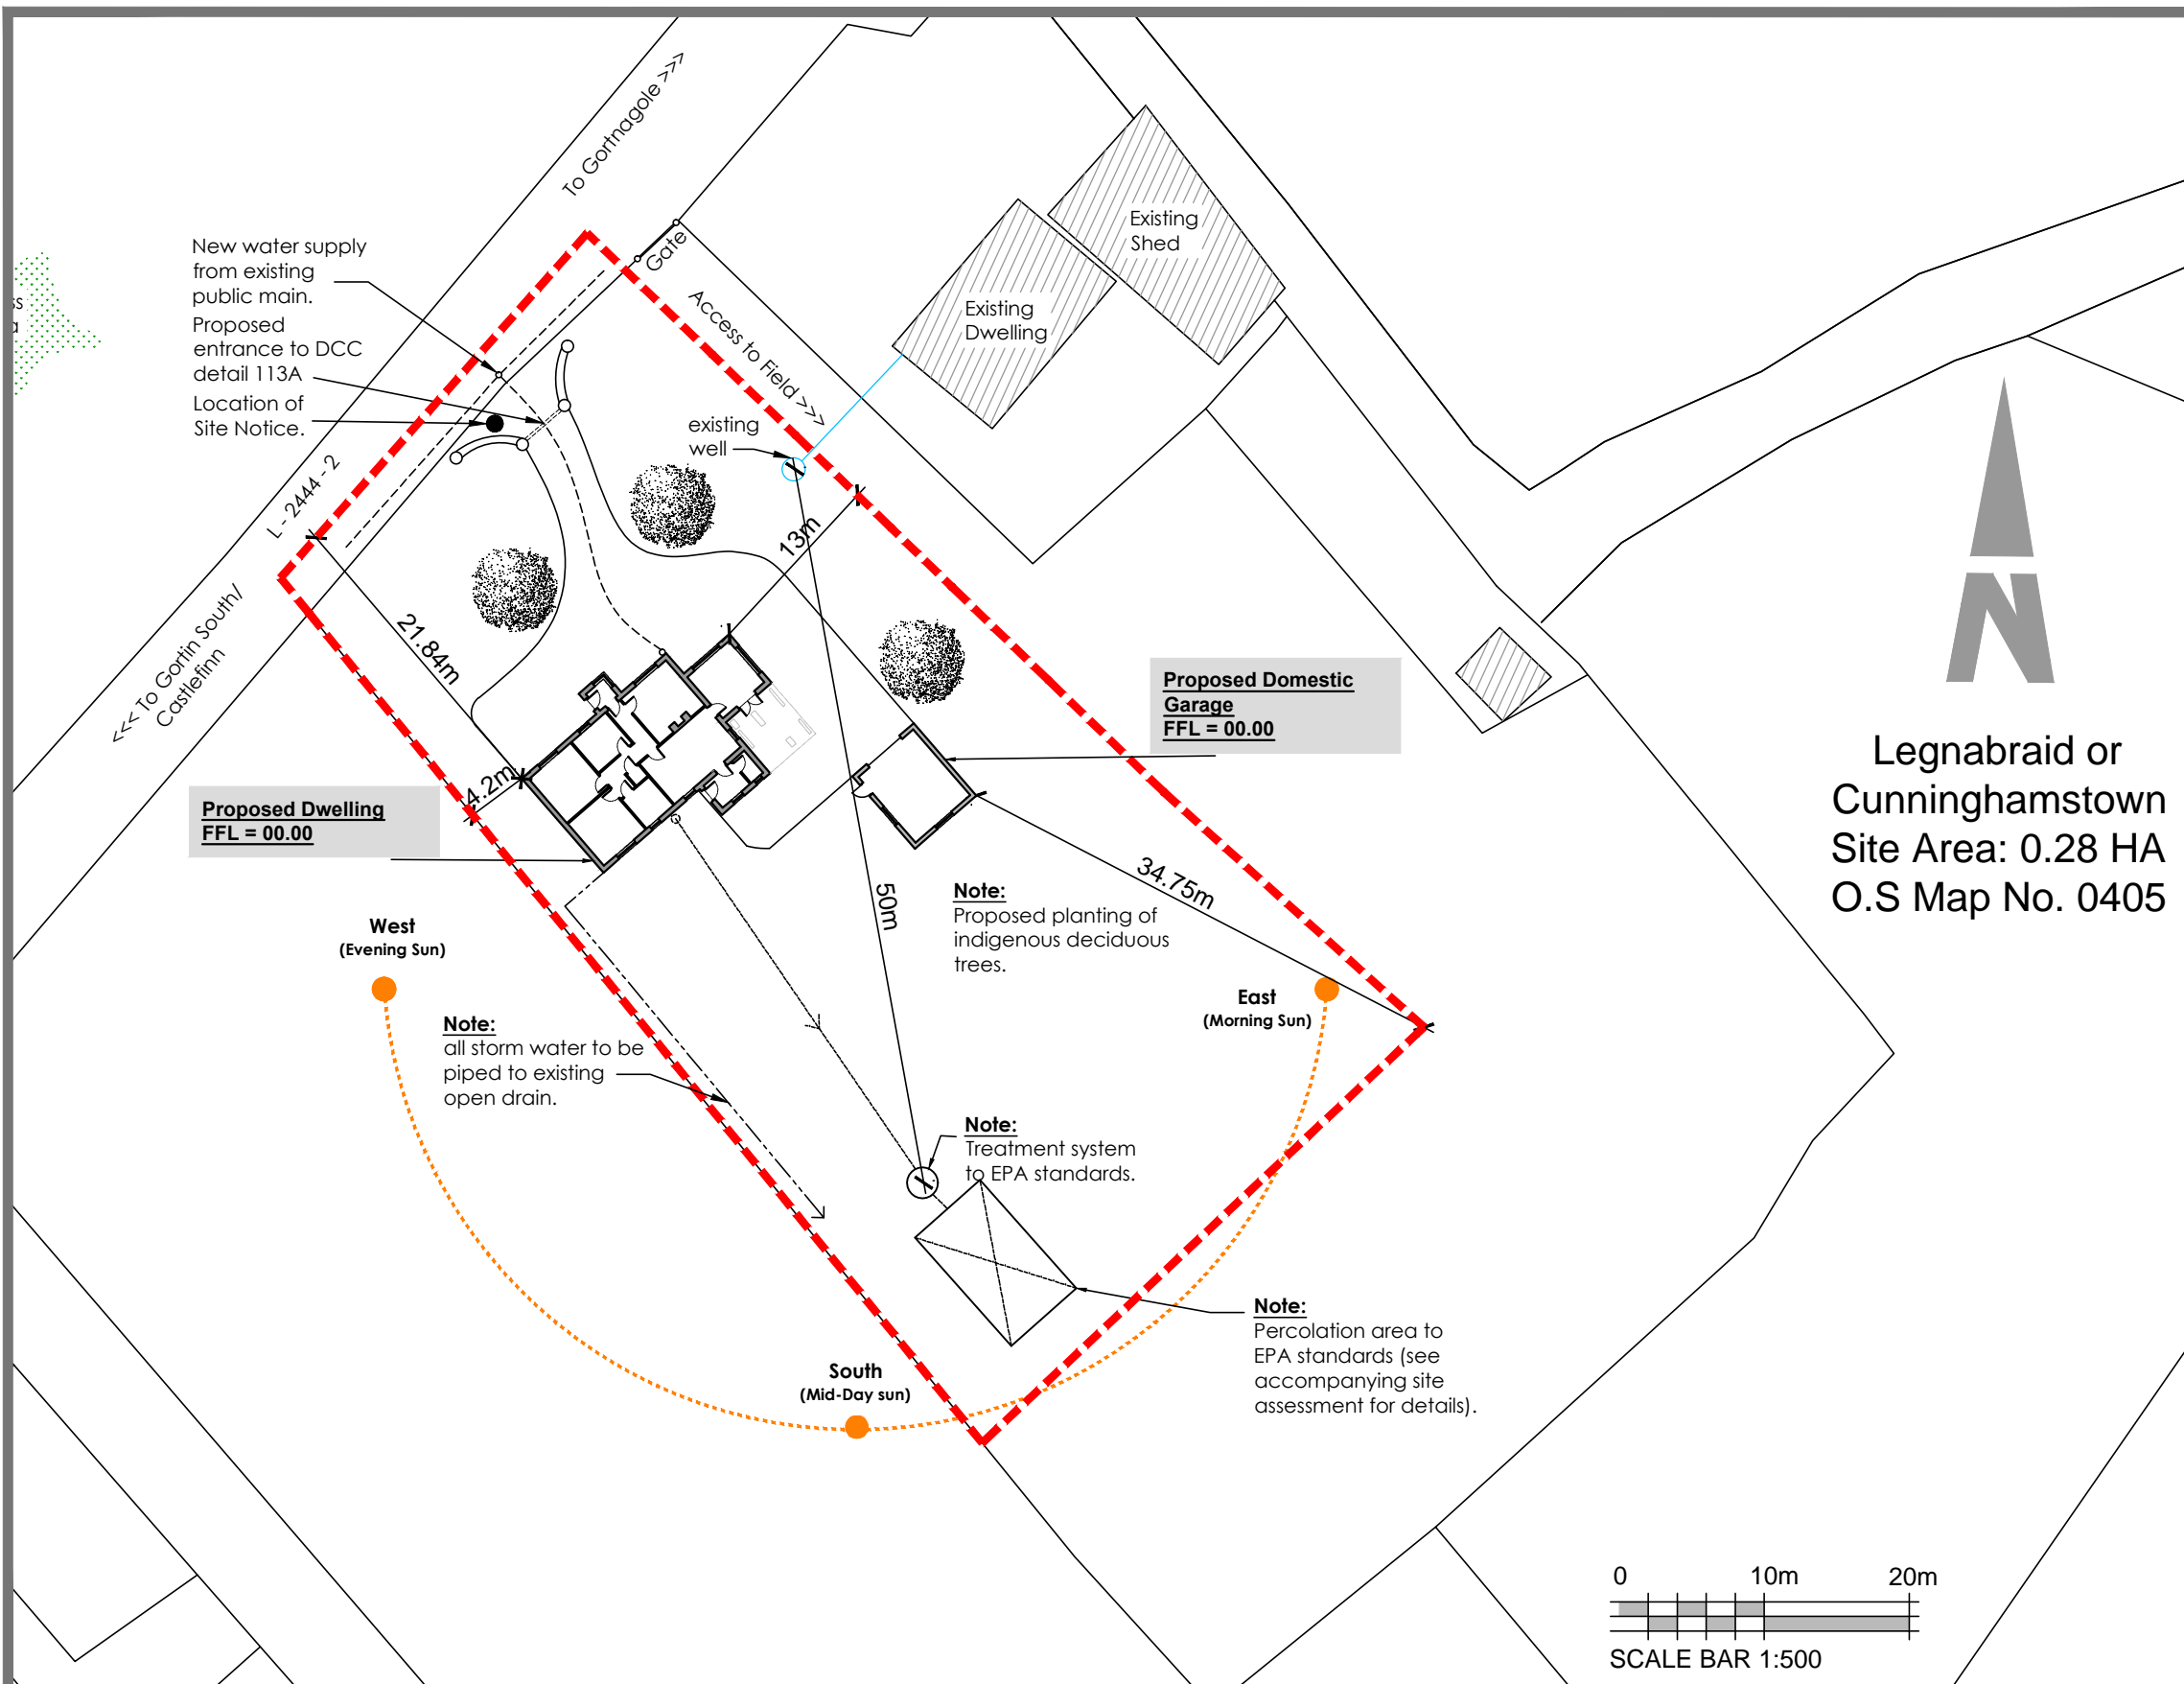 To Gortnagole >>>
New water supply
from existing
public main.
Proposed
entrance to DCC
detail 113A
Location of
Site Notice.
Gate
Access to Field >>>
Existing
Shed
Existing
Dwelling
existing
well
L - 2444 - 2
<<< To Gortin South/
Castlefinn
13m
21.84m
4.2m
Proposed Domestic
Garage
FFL = 00.00
Proposed Dwelling
FFL = 00.00
Legnabraid or
Cunninghamstown
Site Area: 0.28 HA
O.S Map No. 0405
N
50m
34.75m
Note:
Proposed planting of
indigenous deciduous
trees.
West
(Evening Sun)
East
(Morning Sun)
Note:
all storm water to be
piped to existing
open drain.
Note:
Treatment system
to EPA standards.
Note:
Percolation area to
EPA standards (see
accompanying site
assessment for details).
South
(Mid-Day sun)
0 10m 20m
SCALE BAR 1:500